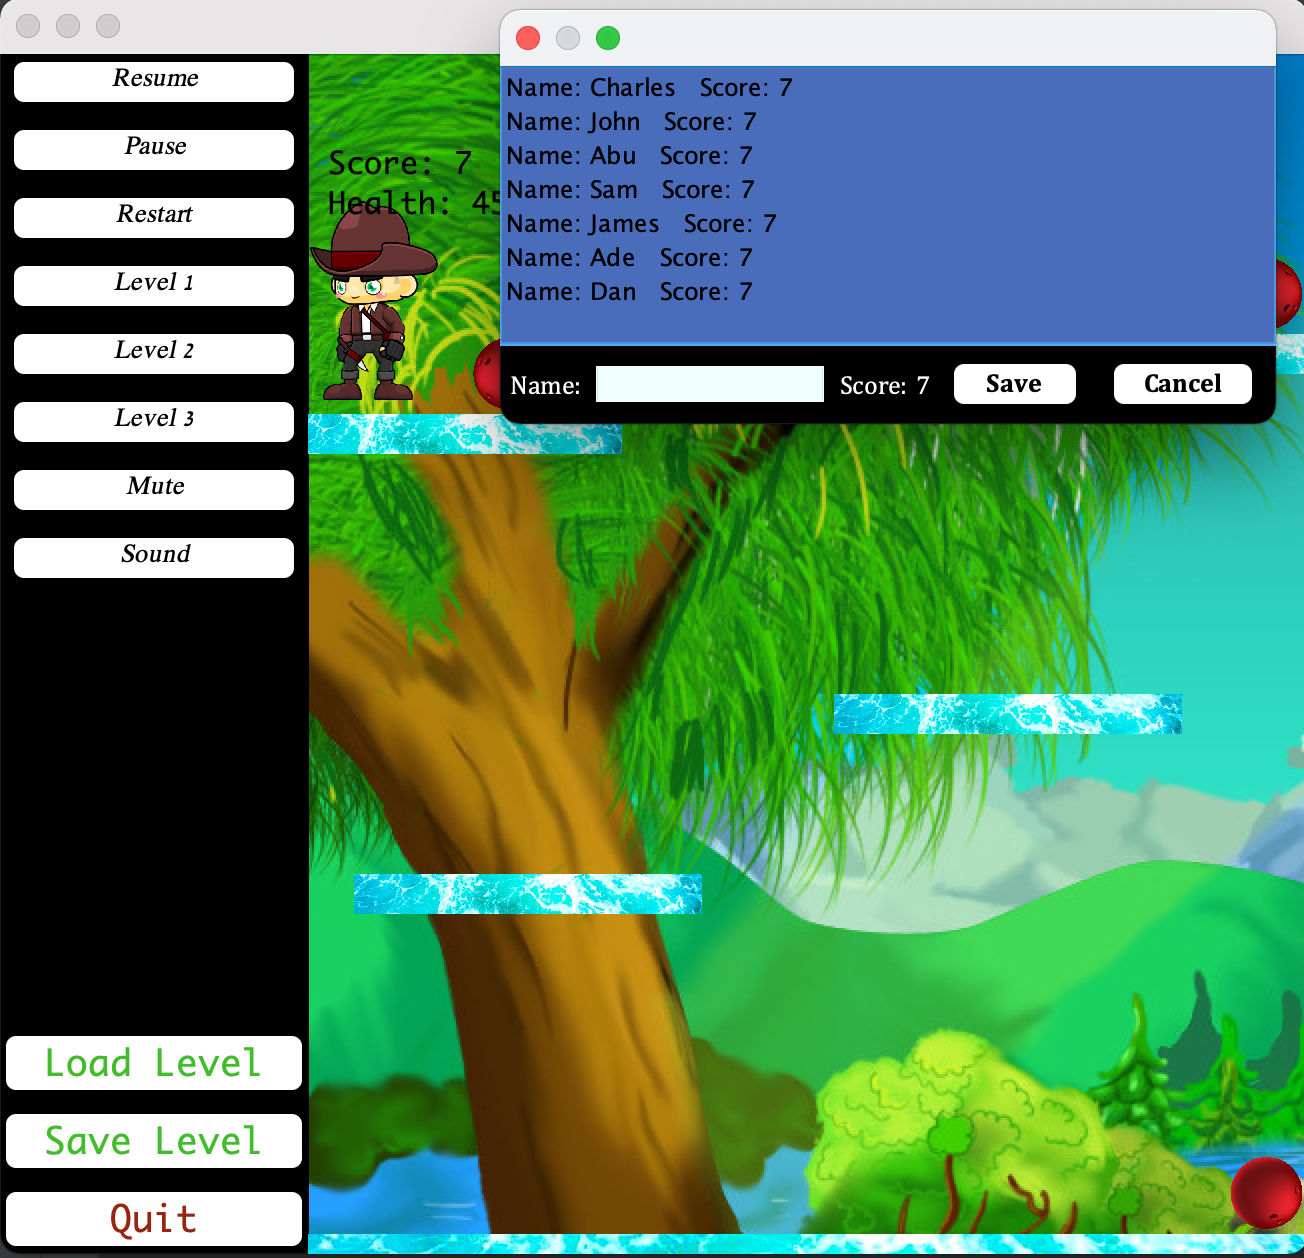 Resume
Pause
Restart
Level 1
Level 2
Level 3
Mute
Sound
Load Level
Save Level
Quit
Score: 7
Health: 45
Name: Charles Score: 7
Name: John Score: 7
Name: Abu Score: 7
Name: Sam Score: 7
Name: James Score: 7
Name: Ade Score: 7
Name: Dan Score: 7
Name: Score: 7 Save Cancel